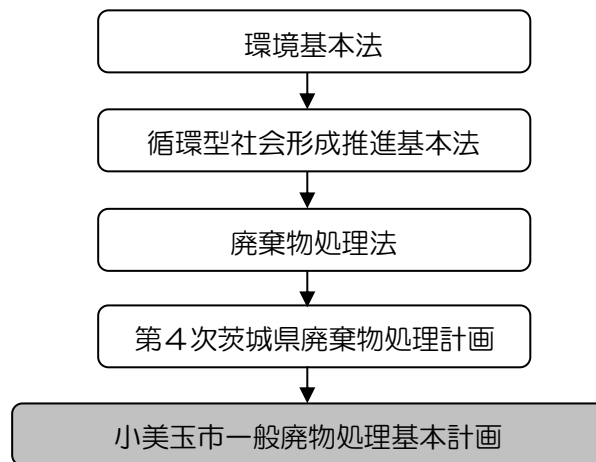 環境基本法
循環型社会形成推進基本法
廃棄物処理法
第４次茨城県廃棄物処理計画
小美玉市一般廃棄物処理基本計画